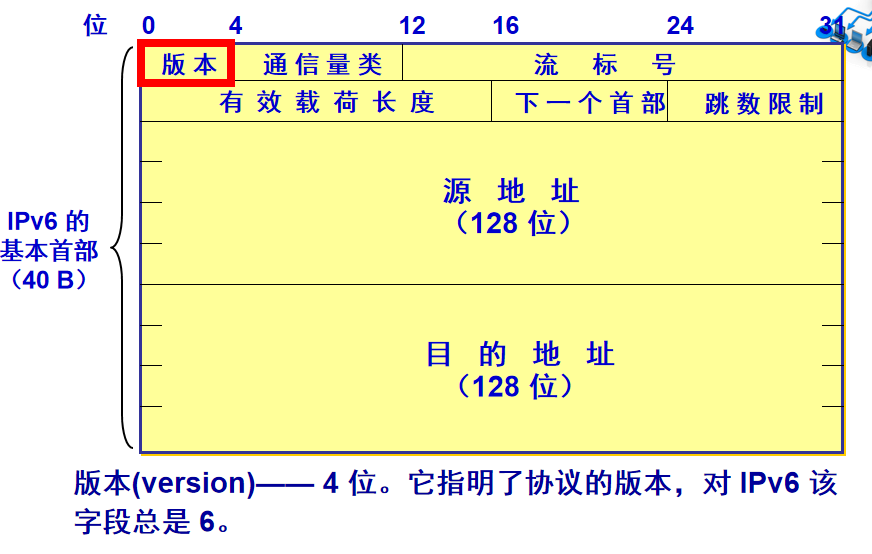 位 0 4 12 16 24 31
版本 通信量类 流标号
有效载荷长度 下一个首部 跳数限制
源地址
（128 位）
IPv6 的
基本首部
（40 B）
目的地址
（128 位）
版本(version)—— 4 位。它指明了协议的版本，对 IPv6 该
字段总是 6。